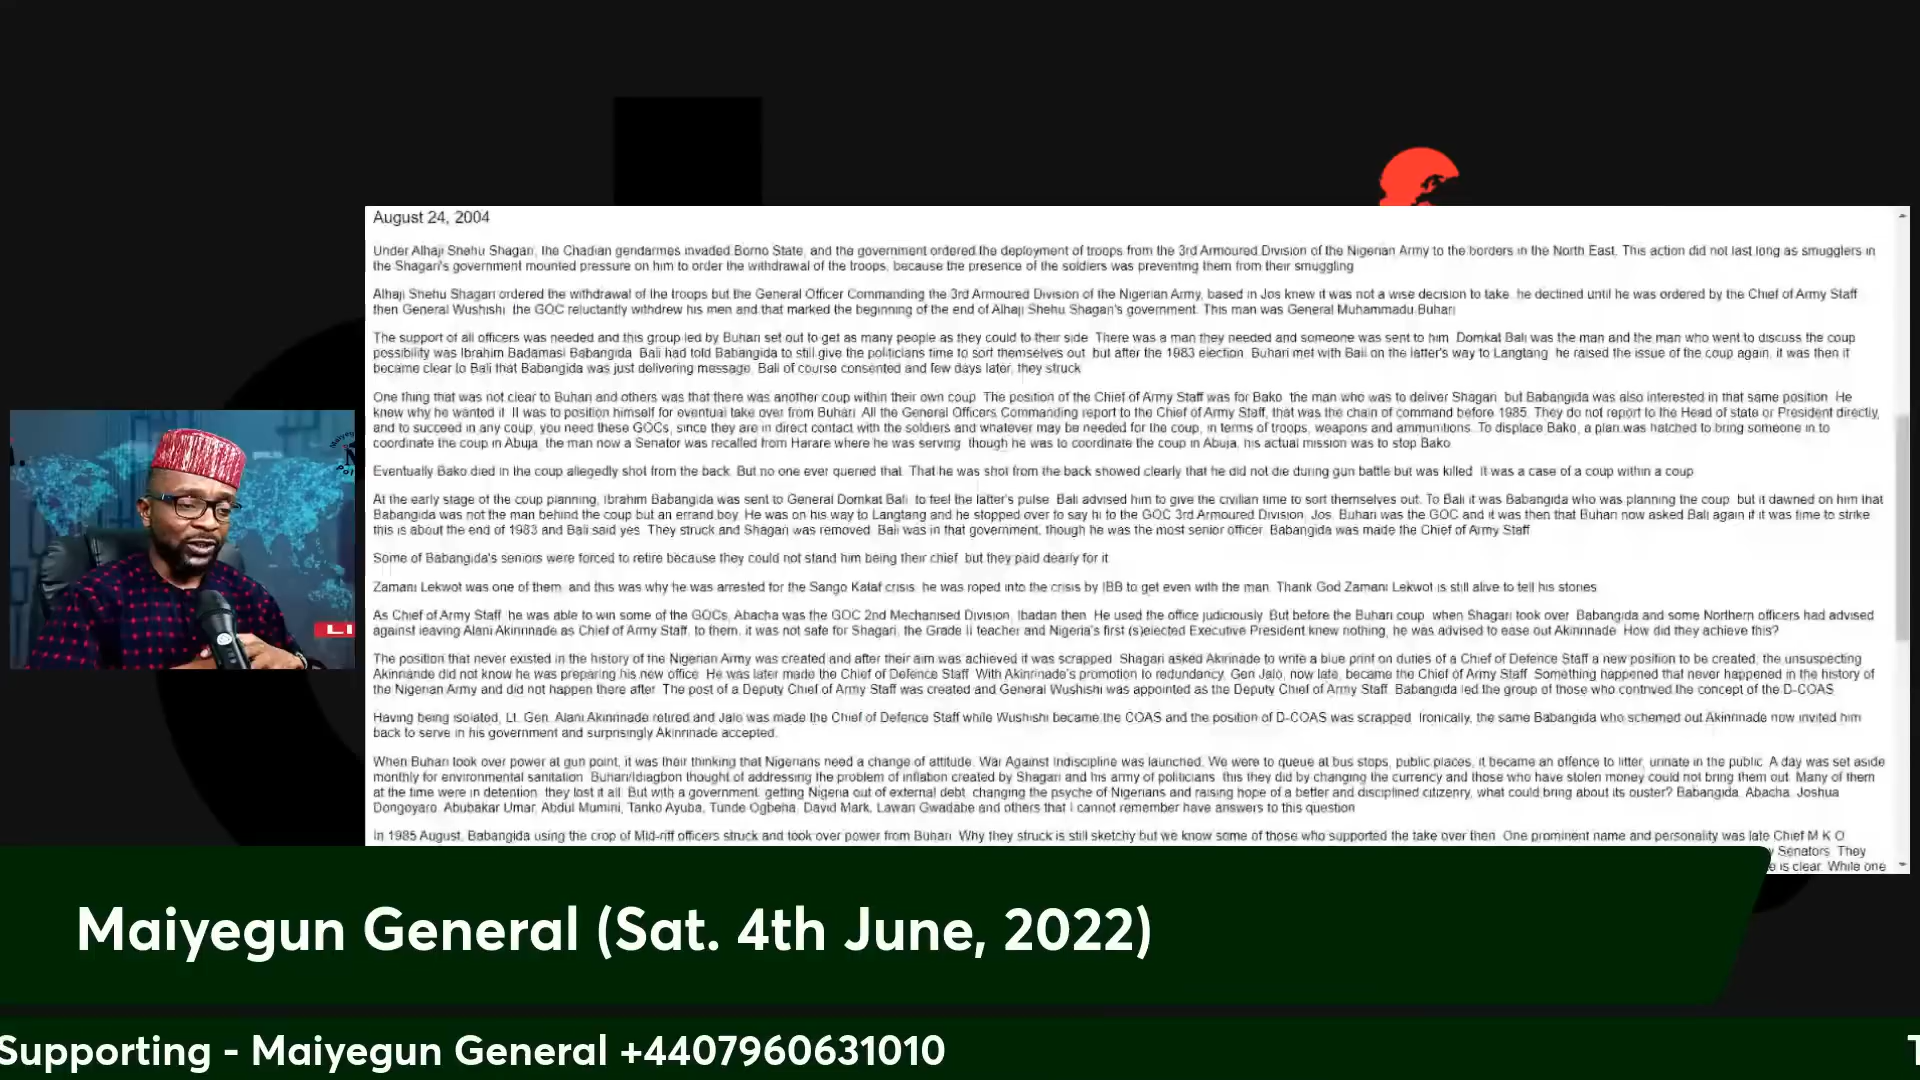 August 24, 2004
Under Alhaji Shehu Shagari, the Chadian gendarmes invaded Borno State, and the government ordered the deployment of troops from the 3rd Armoured Division of the Nigerian Army to the borders in the North East. This action did not last long as smugglers in
the Shagari's government mounted pressure on him to order the withdrawal of the troops, because the presence of the soldiers was preventing them from their smuggling
Alhaji Shehu Shagari ordered the withdrawal of the troops but the General Officer Commanding the 3rd Armoured Division of the Nigerian Army, based in Jos knew it was not a wise decision to take he declined until he was ordered by the Chief of Army Staff
then General Wushishi the GOC reluctantly withdrew his men and that marked the beginning of the end of Alhaji Shehu Shagari's government. This man was General Muhammadu Buhari
The support of all officers was needed and this group led by Buhari set out to get as many people as they could to their side There was a man they needed and someone was sent to him Domkat Bali was the man and the man who went to discuss the coup
possibility was Ibrahim Badamasi Babangida Bali had told Babangida to still give the politicians time to sort themselves out but after the 1983 election Buhari met with Bali on the latter's way to Langtang he raised the issue of the coup again, it was then it
became clear to Bali that Babangida was just delivering message Bali of course consented and few days later, they struck
One thing that was not clear to Buhari and others was that there was another coup within their own coup The position of the Chief of Army Staff was for Bako the man who was to deliver Shagari but Babangida was also interested in that same position He
knew why he wanted it It was to position himself for eventual take over from Buhari All the General Officers Commanding report to the Chief of Army Staff, that was the chain of command before 1985. They do not report to the Head of state or President directly,
and to succeed in any coup, you need these GOCs, since they are in direct contact with the soldiers and whatever may be needed for the coup, in terms of troops, weapons and ammunitions. To displace Bako, a plan was hatched to bring someone in to
coordinate the coup in Abuja, the man now a Senator was recalled from Harare where he was serving though he was to coordinate the coup in Abuja, his actual mission was to stop Bako
Eventually Bako died in the coup allegedly shot from the back But no one ever queried that That he was shot from the back showed clearly that he did not die during gun battle but was killed It was a case of a coup within a coup
At the early stage of the coup planning, Ibrahim Babangida was sent to General Domkat Bali to feel the latter's pulse Bali advised him to give the civilian time to sort themselves out. To Bali it was Babangida who was planning the coup but it dawned on him that
Babangida was not the man behind the coup but an errand boy. He was on his way to Langtang and he stopped over to say hi to the GOC 3rd Armoured Division, Jos. Buhari was the GOC and it was then that Buhari now asked Bali again if it was time to strike
this is about the end of 1983 and Bali said yes They struck and Shagari was removed Bali was in that government, though he was the most senior officer Babangida was made the Chief of Army Staff
Some of Babangida's seniors were forced to retire because they could not stand him being their chief but they paid dearly for it
Zamani Lekwot was one of them and this was why he was arrested for the Sango Kataf crisis he was roped into the crisis by IBB to get even with the man Thank God Zamani Lekwot is still alive to tell his stories
As Chief of Army Staff he was able to win some of the GOCs, Abacha was the GOC 2nd Mechanised Division, Ibadan then He used the office judiciously But before the Buhari coup when Shagari took over Babangida and some Northern officers had advised
against leaving Alani Akinrinade as Chief of Army Staff, to them, it was not safe for Shagari, the Grade II teacher and Nigeria's first (s)elected Executive President knew nothing, he was advised to ease out Akinrinade How did they achieve this?
The position that never existed in the history of the Nigerian Army was created and after their aim was achieved it was scrapped Shagari asked Akinrinade to write a blue print on duties of a Chief of Defence Staff a new position to be created, the unsuspecting
Akinrinande did not know he was preparing his new office He was later made the Chief of Defence Staff With Akinrinade's promotion to redundancy, Gen Jalo, now late, became the Chief of Army Staff Something happened that never happened in the history of
the Nigerian Army and did not happen there after The post of a Deputy Chief of Army Staff was created and General Wushishi was appointed as the Deputy Chief of Army Staff Babangida led the group of those who contrived the concept of the D-COAS
Having being isolated, Lt. Gen. Alani Akinrinade retired and Jalo was made the Chief of Defence Staff while Wushishi became the COAS and the position of D-COAS was scrapped Ironically, the same Babangida who schemed out Akinrinade now invited him
back to serve in his government and surprisingly Akinrinade accepted.
When Buhari took over power at gun point, it was their thinking that Nigerians need a change of attitude. War Against Indiscipline was launched. We were to queue at bus stops, public places, it became an offence to litter, urinate in the public A day was set aside
monthly for environmental sanitation Buhari/Idiagbon thought of addressing the problem of inflation created by Shagari and his army of politicians this they did by changing the currency and those who have stolen money could not bring them out Many of them
at the time were in detention they lost it all But with a government getting Nigeria out of external debt changing the psyche of Nigerians and raising hope of a better and disciplined citizenry, what could bring about its ouster? Babangida Abacha Joshua
Dongoyaro, Abubakar Umar, Abdul Mumini, Tanko Ayuba, Tunde Ogbeha, David Mark, Lawan Gwadabe and others that I cannot remember have answers to this question
In 1985 August, Babangida using the crop of Mid-riff officers struck and took over power from Buhari Why they struck is still sketchy but we know some of those who supported the take over then One prominent name and personality was late Chief M K O
Senators They
is clear While one
LI
Maiyegun General (Sat. 4th June, 2022)
Supporting - Maiyegun General +4407960631010